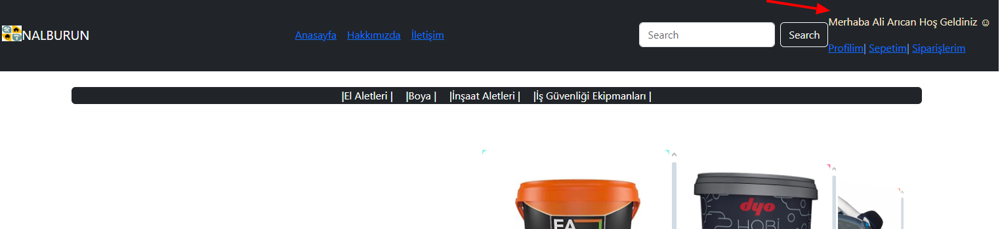 NALBURUN
Anasayfa Hakkımızda İletişim
Search Search
Merhaba Ali Arıcan Hoş Geldiniz ☺
Profilim| Sepetim| Siparişlerim
|El Aletleri | |Boya | |İnşaat Aletleri | |İş Güvenliği Ekipmanları |
dyo
HOBİ